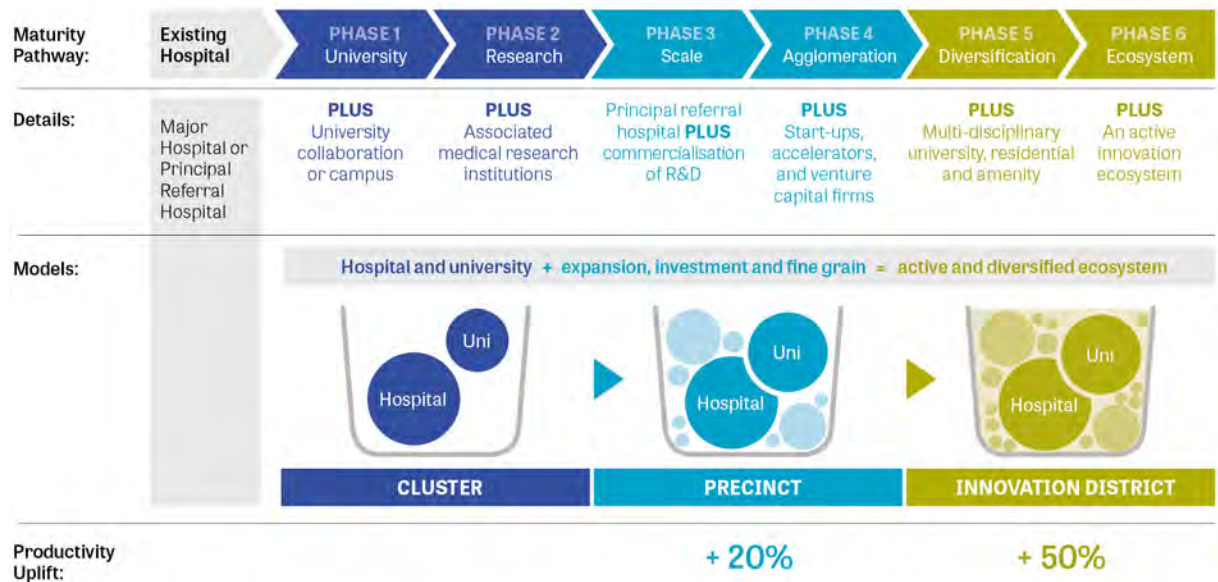 Maturity
Pathway:
Existing
Hospital
PHASE 1
University
PHASE 2
Research
PHASE 3
Scale
PHASE 4
Agglomeration
PHASE 5
Diversification
PHASE 6
Ecosystem
Details:
Major
Hospital or
Principal
Referral
Hospital
PLUS
University
collaboration
or campus
PLUS
Associated
medical research
institutions
Principal referral
hospital PLUS
commercialisation
of R&D
PLUS
Start-ups,
accelerators,
and venture
capital firms
PLUS
Multi-disciplinary
university, residential
and amenity
PLUS
An active
innovation
ecosystem
Models:
Hospital and university + expansion, investment and fine grain = active and diversified ecosystem
Uni
Hospital
Uni
Hospital
Uni
Hospital
CLUSTER
PRECINCT
INNOVATION DISTRICT
Productivity
Uplift:
+ 20%
+ 50%